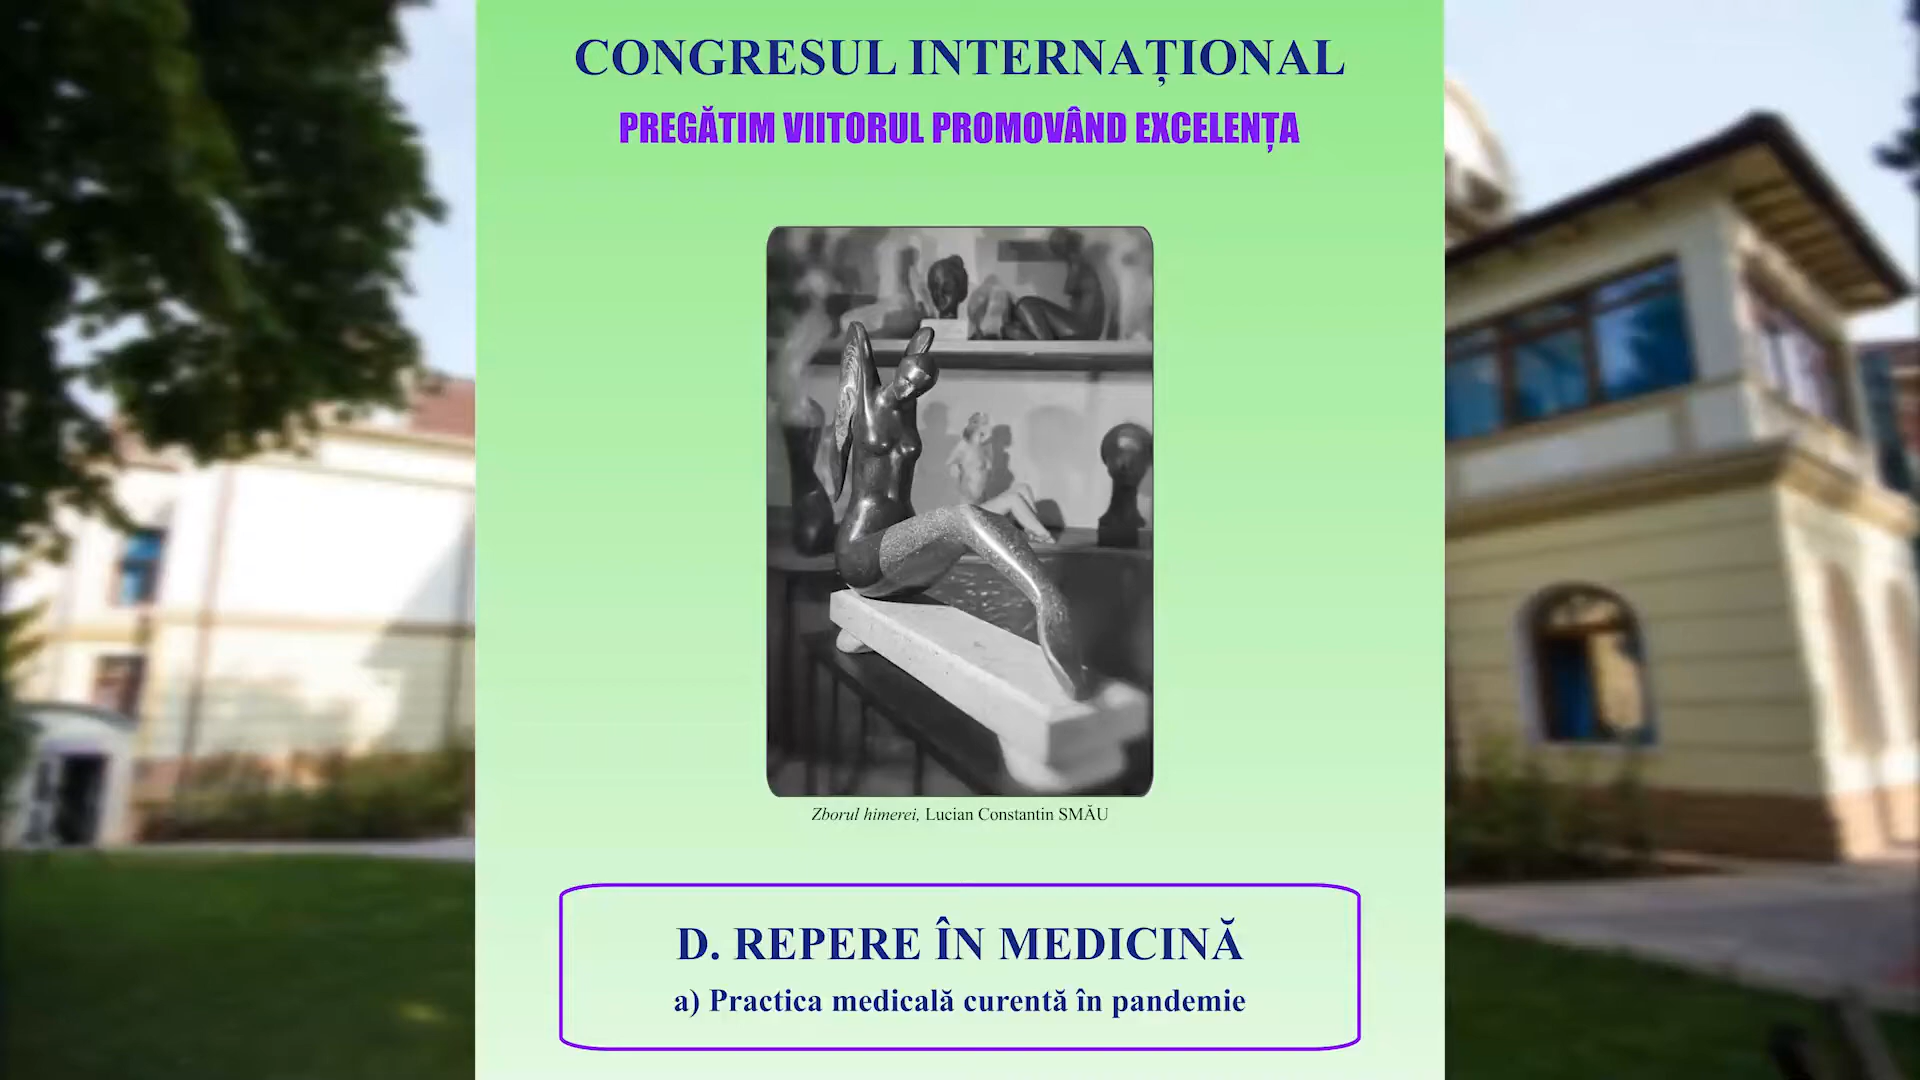 CONGRESUL INTERNAȚIONAL
PREGĂTIM VIITORUL PROMOVÂND EXCELENȚA
Zborul himerei, Lucian Constantin SMĂU
D. REPERE ÎN MEDICINĂ
a) Practica medicală curentă în pandemie